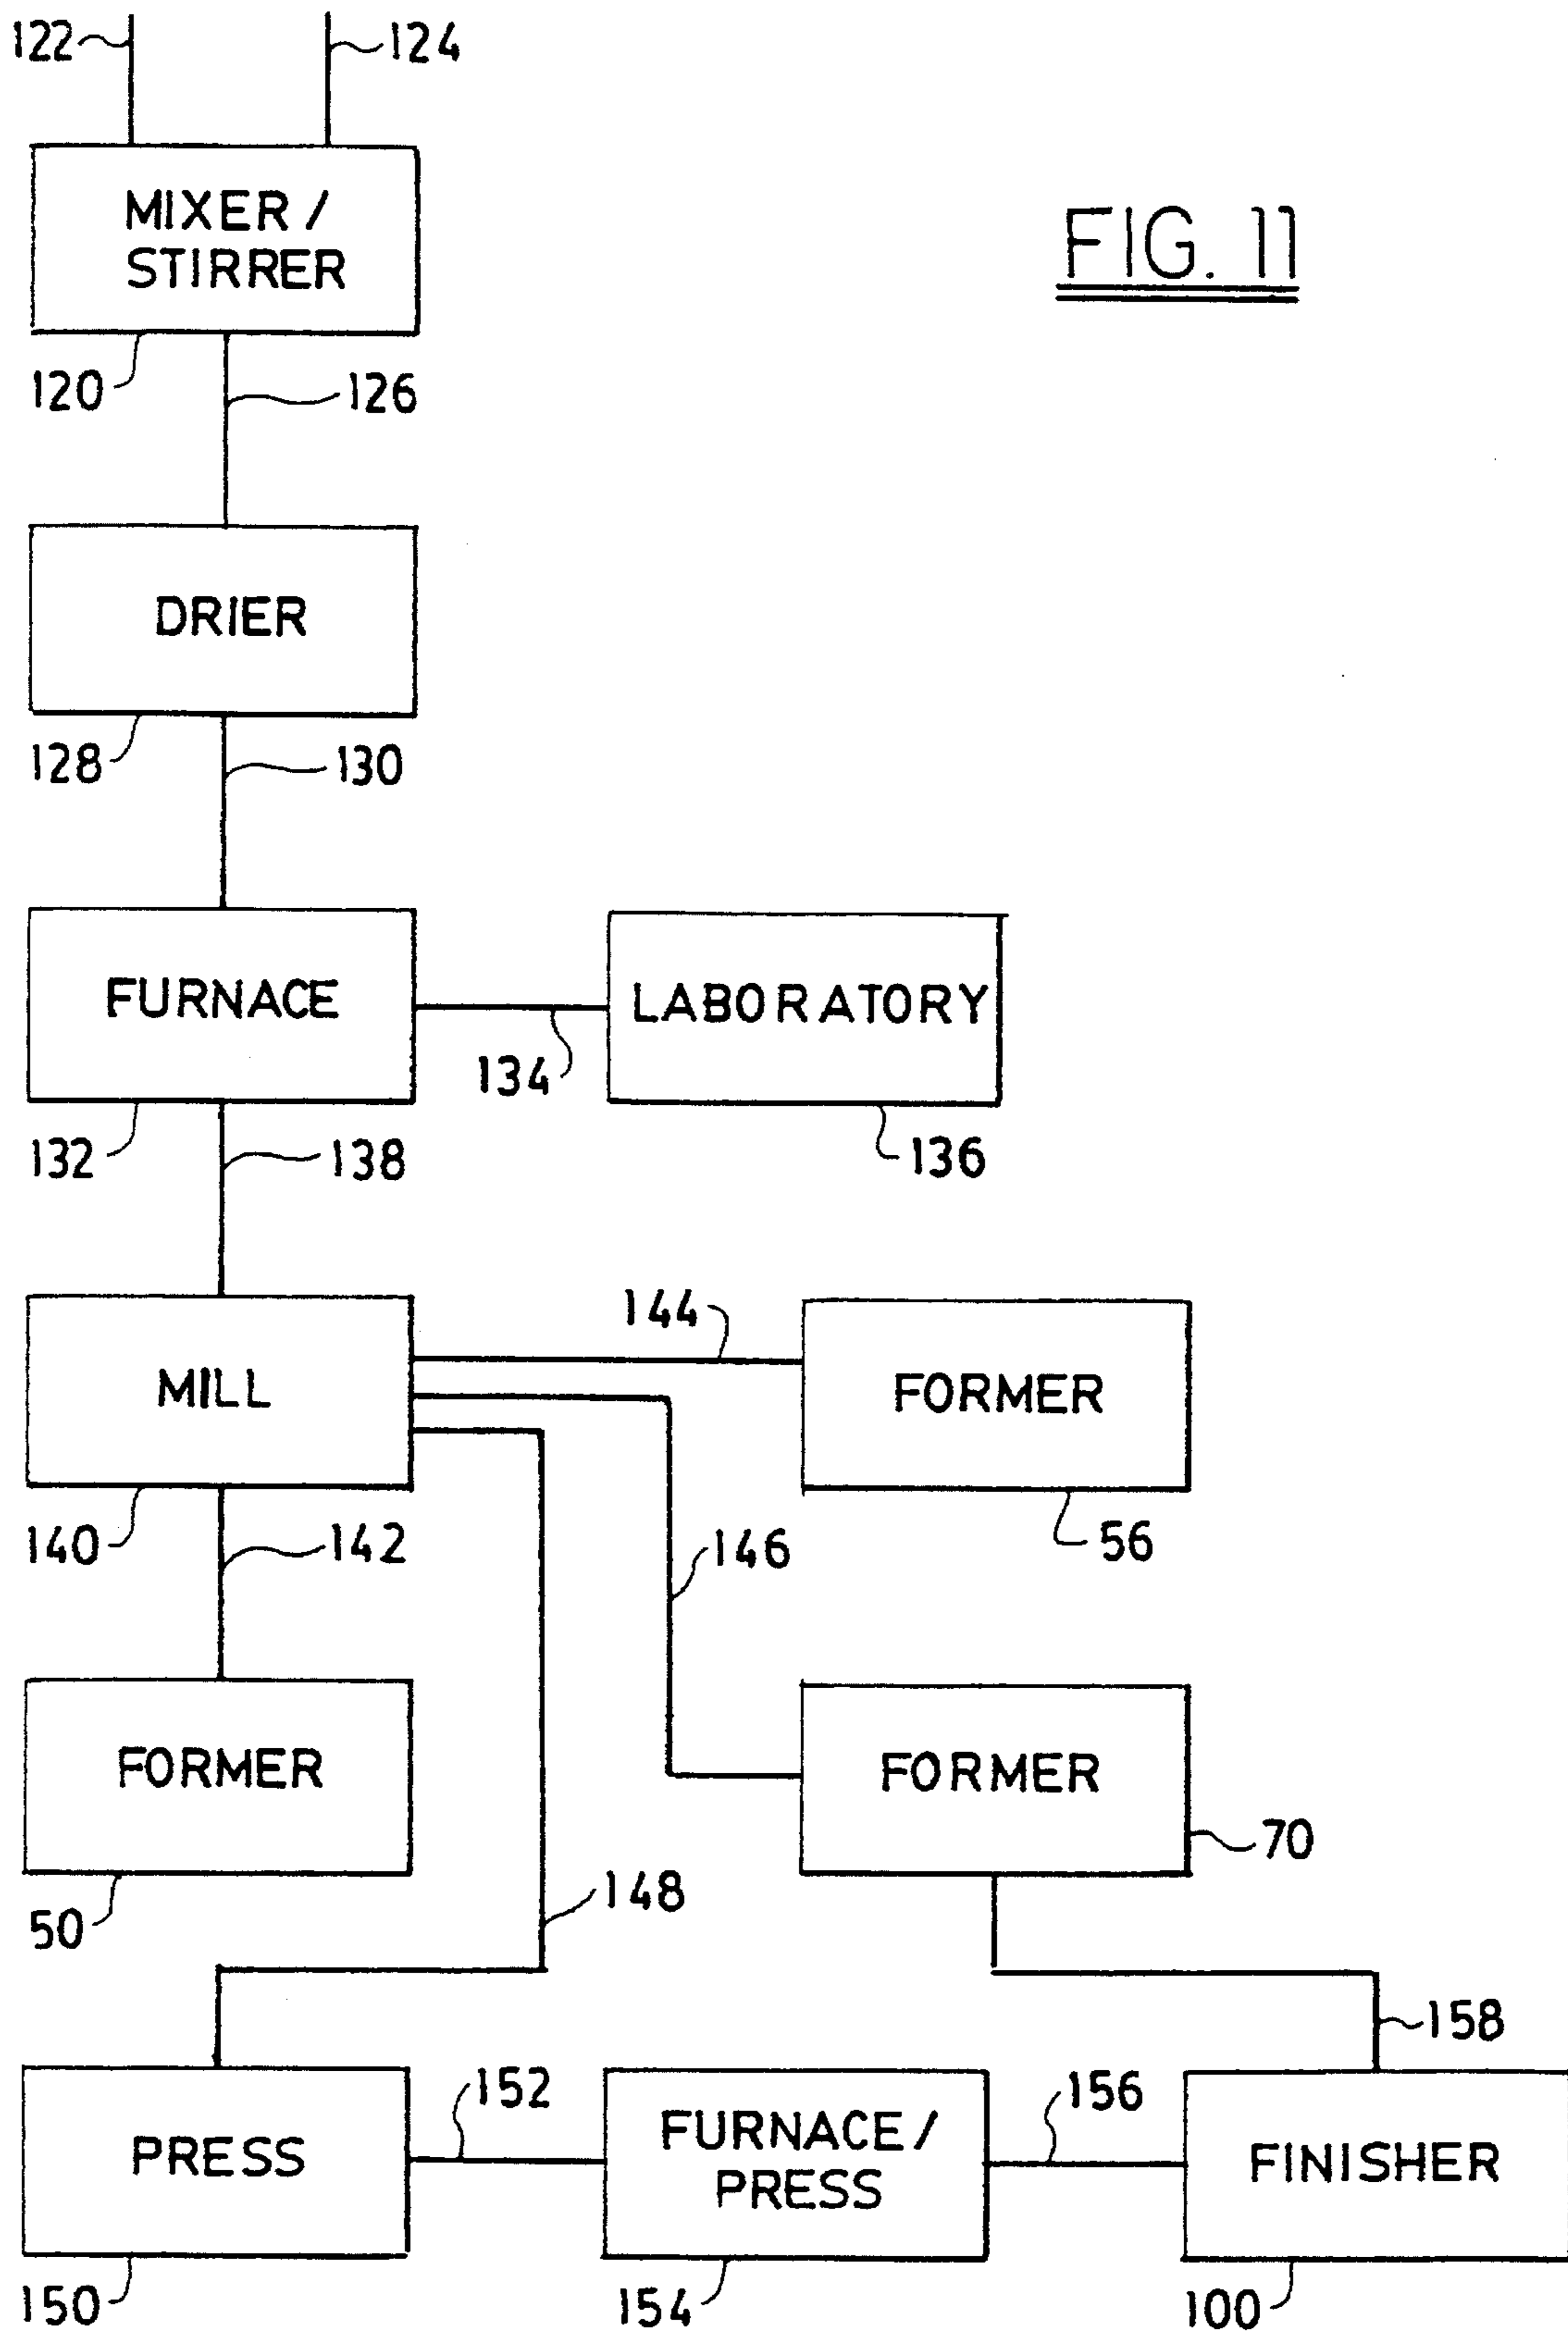 122
124
MIXER /
STIRRER
FIG. 11
120
126
DRIER
128
130
FURNACE
LABORATORY
134
132
138
136
144
MILL
FORMER
140
142
146
56
FORMER
FORMER
70
148
50
158
152
156
PRESS
FURNACE /
PRESS
FINISHER
150
154
100